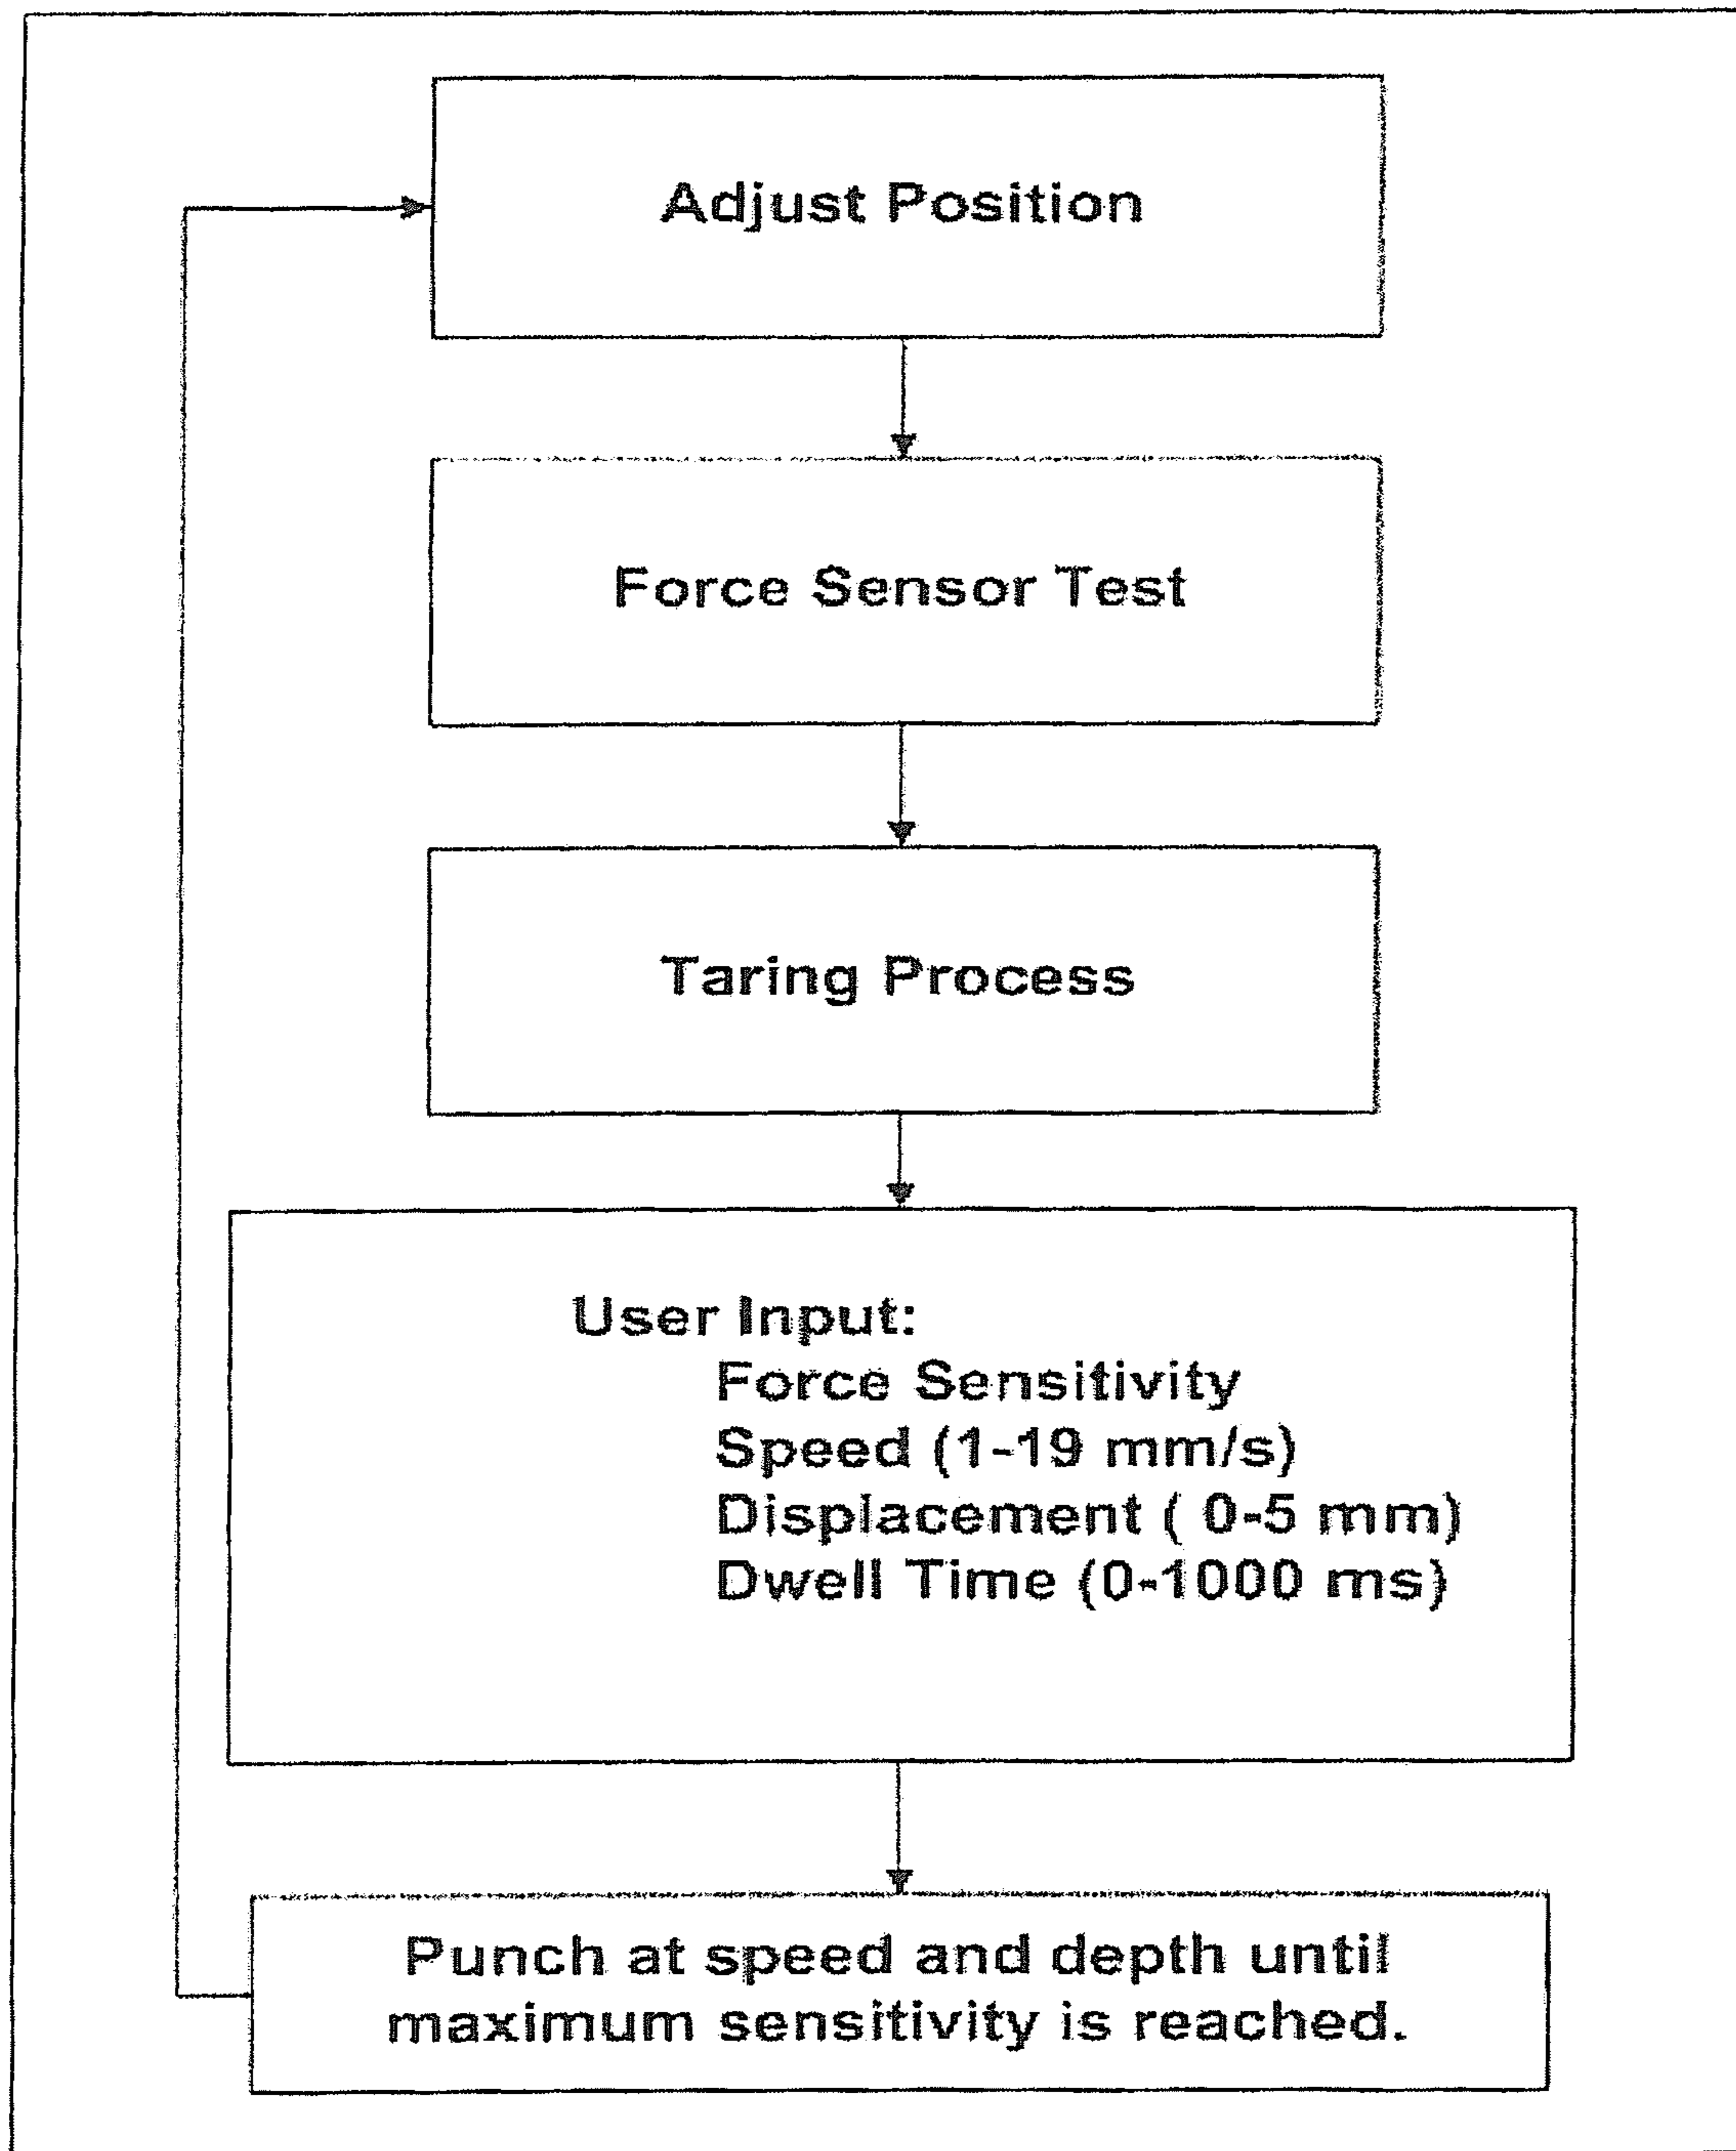 Adjust Position
Force Sensor Test
Taring Process
User Input:
Force Sensitivity
Speed (1-19 mm/s)
Displacement ( 0-5 mm)
Dwell Time (0-1000 ms)
Punch at speed and depth until
maximum sensitivity is reached.